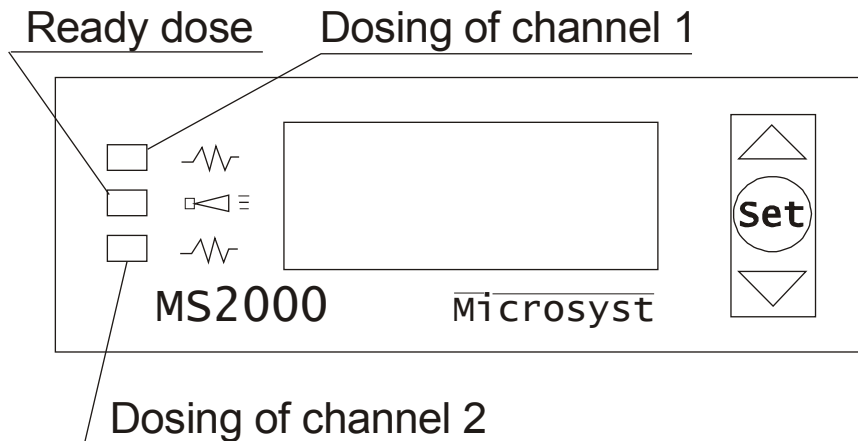 Ready dose
Dosing of channel 1
Set
MS2000
Microsyst
Dosing of channel 2